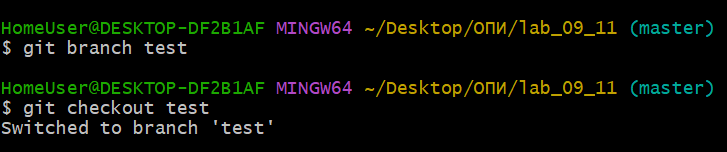 HomeUser@DESKTOP-DF2B1AF MINGW64 ~/Desktop/ОПИ/lab_09_11 (master)
$ git branch test
HomeUser@DESKTOP-DF2B1AF MINGW64 ~/Desktop/ОПИ/lab_09_11 (master)
$ git checkout test
Switched to branch 'test'